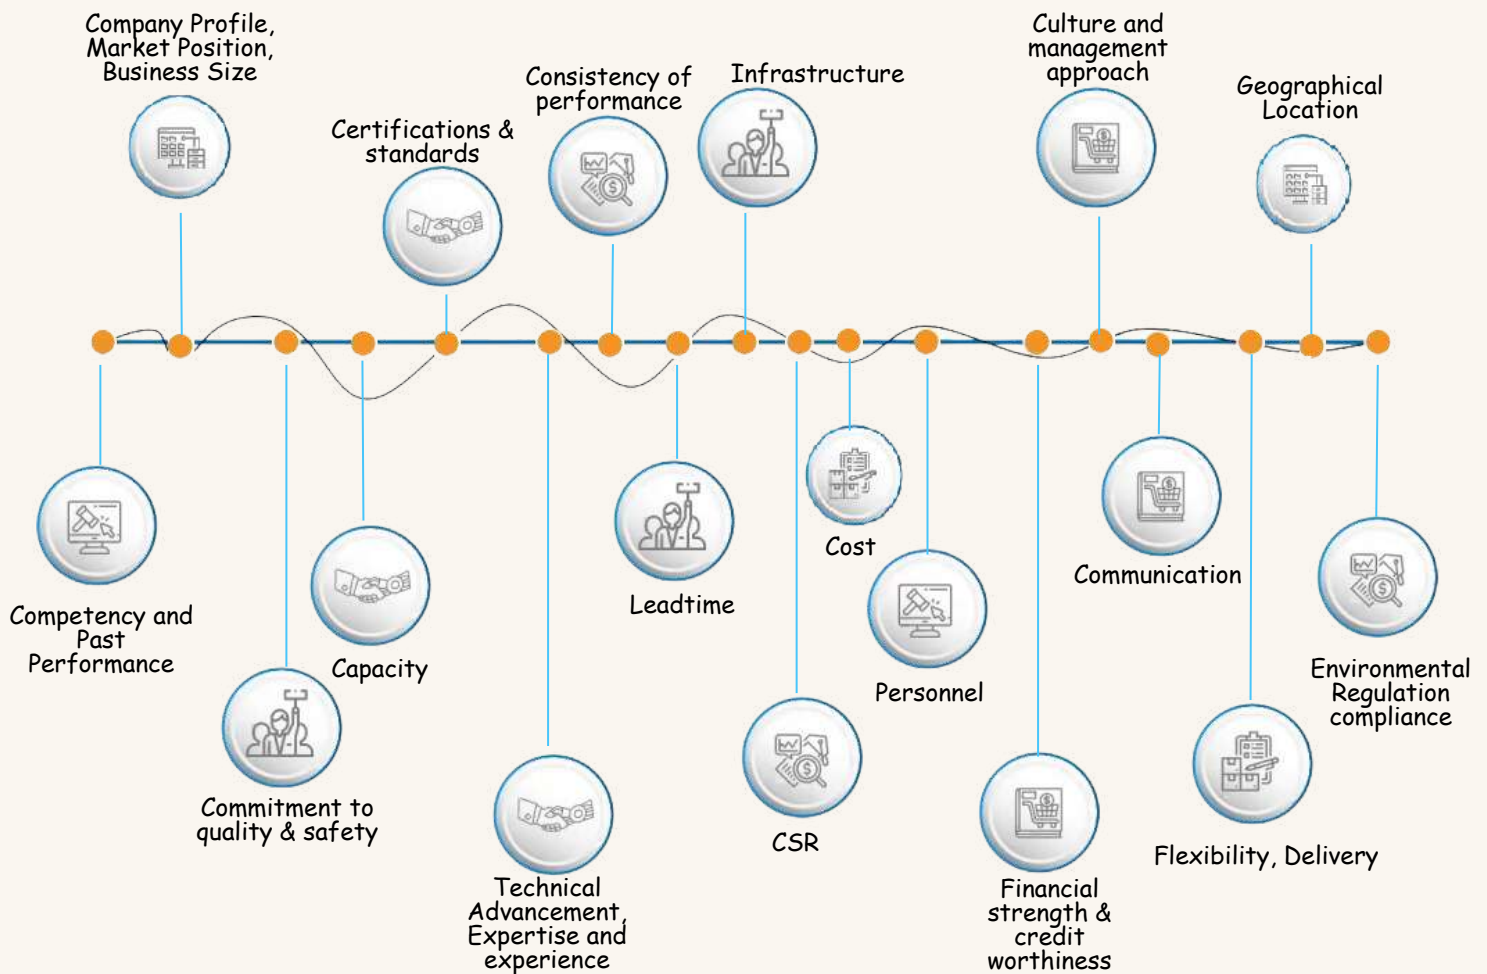 Company Profile,
Market Position,
Business Size
Certifications &
standards
Consistency of
performance
Infrastructure
Culture and
management
approach
Geographical
Location
Competency and
Past
Performance
Commitment to
quality & safety
Capacity
Technical
Advancement,
Expertise and
experience
Leadtime
CSR
Cost
Personnel
Financial
strength &
credit
worthiness
Communication
Flexibility, Delivery
Environmental
Regulation
compliance